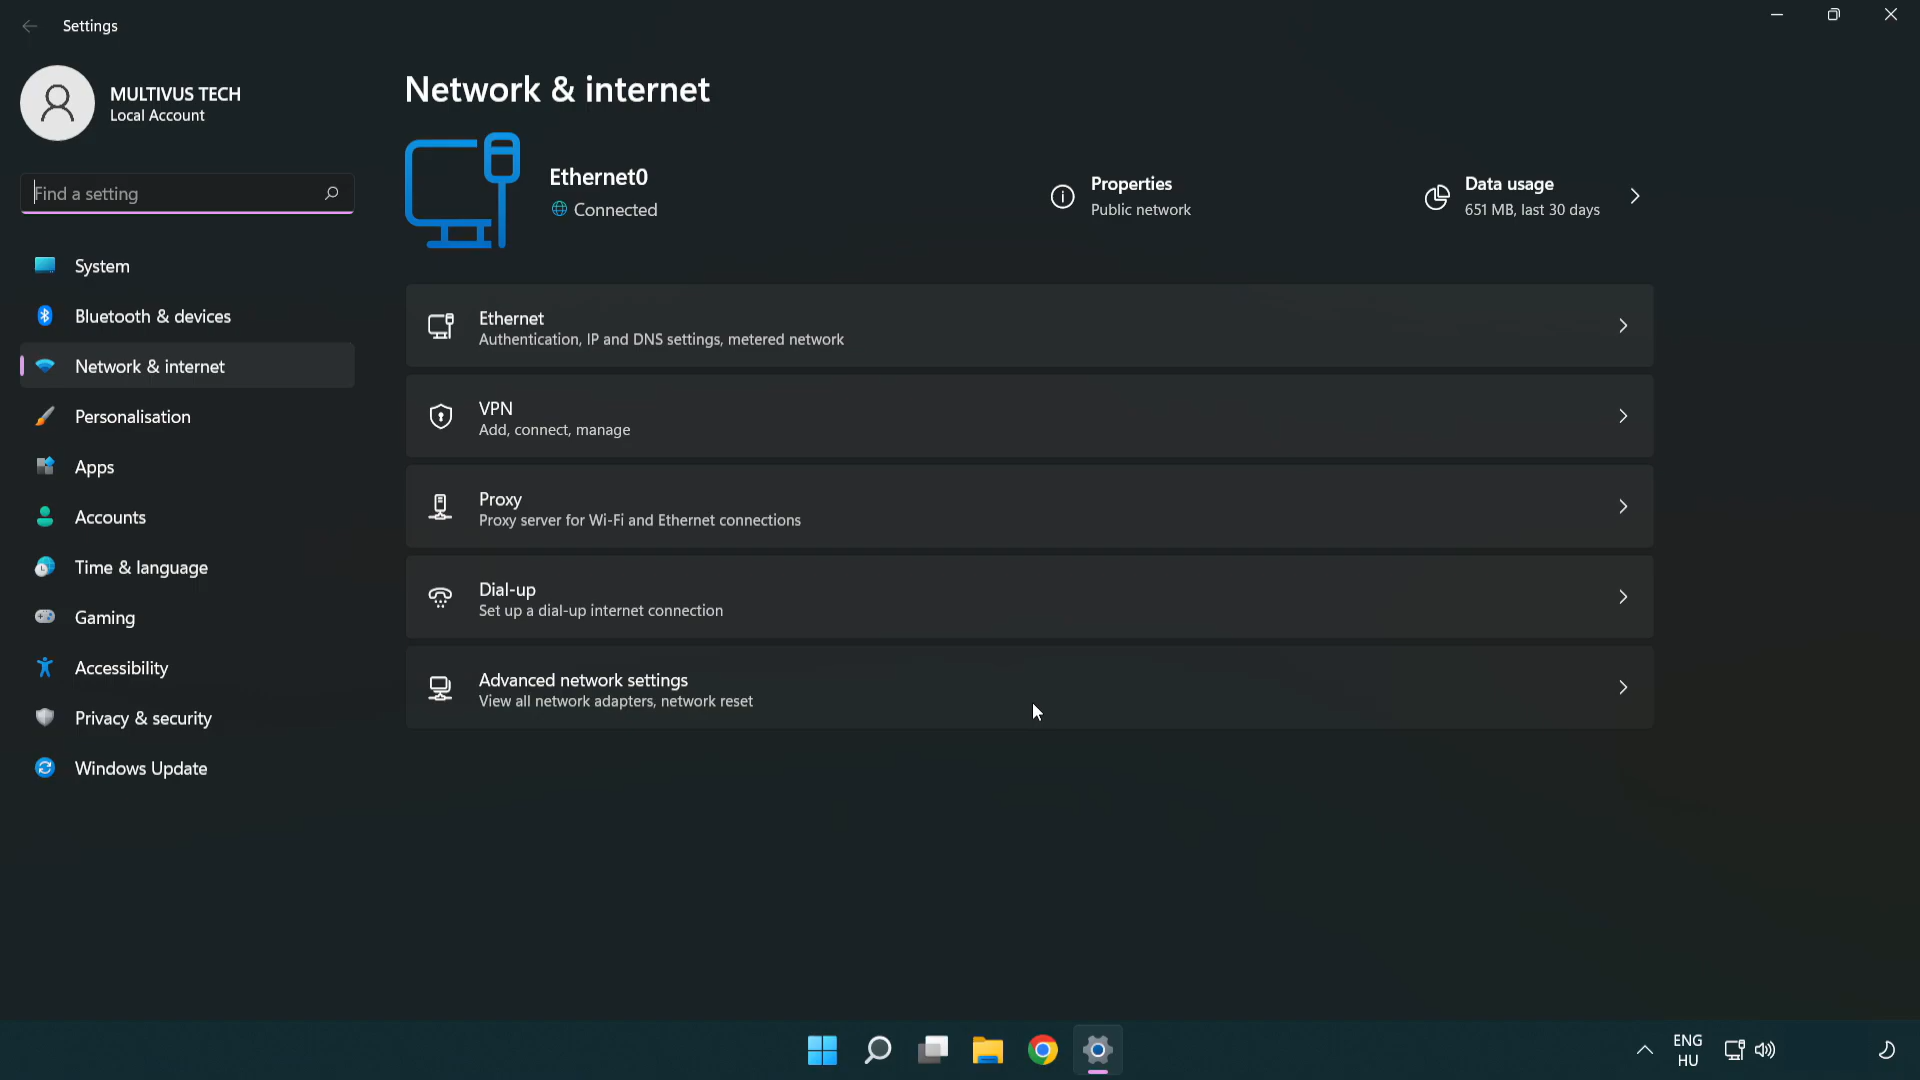 Settings
MULTIVUS TECH
Local Account
Find a setting
System
Bluetooth & devices
Network & internet
Personalisation
Apps
Accounts
Time & language
Gaming
Accessibility
Privacy & security
Windows Update
Network & internet
Ethernet0
Connected
Properties
Public network
Data usage
651 MB, last 30 days
Ethernet
Authentication, IP and DNS settings, metered network
VPN
Add, connect, manage
Proxy
Proxy server for Wi-Fi and Ethernet connections
Dial-up
Set up a dial-up internet connection
Advanced network settings
View all network adapters, network reset
ENG
HU